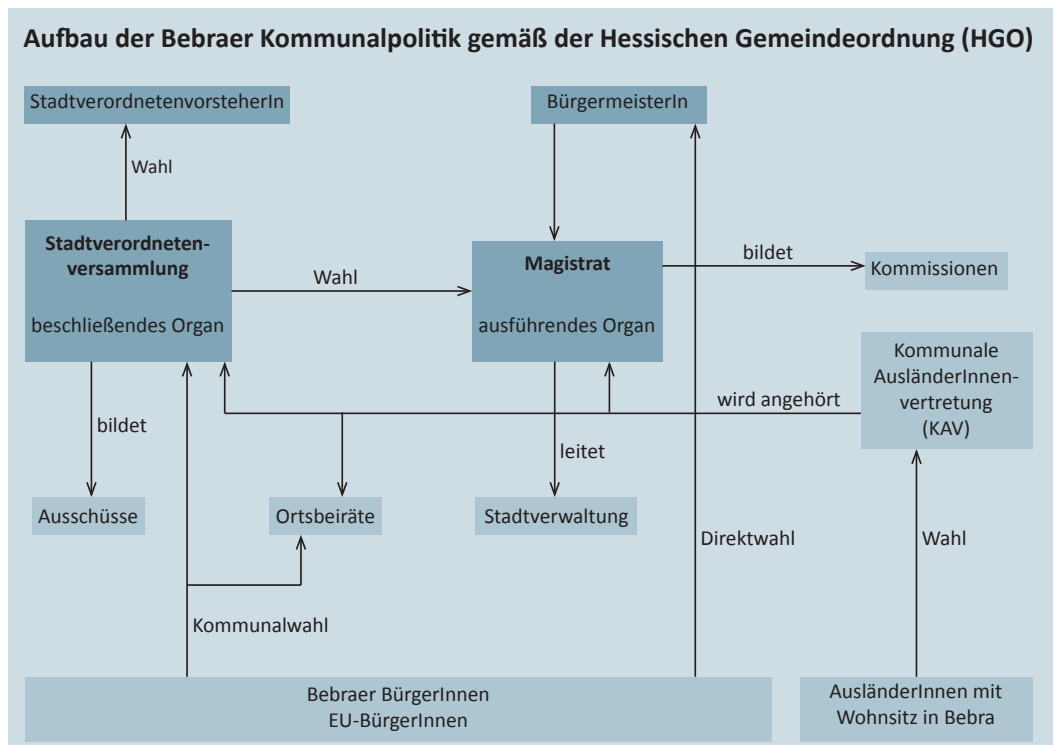 Aufbau der Bebraer Kommunalpolitik gemäß der Hessischen Gemeindeordnung (HGO)
StadtverordnetenvorsteherIn
BürgermeisterIn
Wahl
Stadtverordneten-
versammlung
beschließendes Organ
Wahl
Magistrat
ausführendes Organ
bildet
Kommissionen
Kommunale
AusländerInnen-
vertretung
(KAV)
wird angehört
bildet
leitet
Ausschüsse
Ortsbeiräte
Stadtverwaltung
Direktwahl
Wahl
Kommunalwahl
Bebraer BürgerInnen
EU-BürgerInnen
AusländerInnen mit
Wohnsitz in Bebra